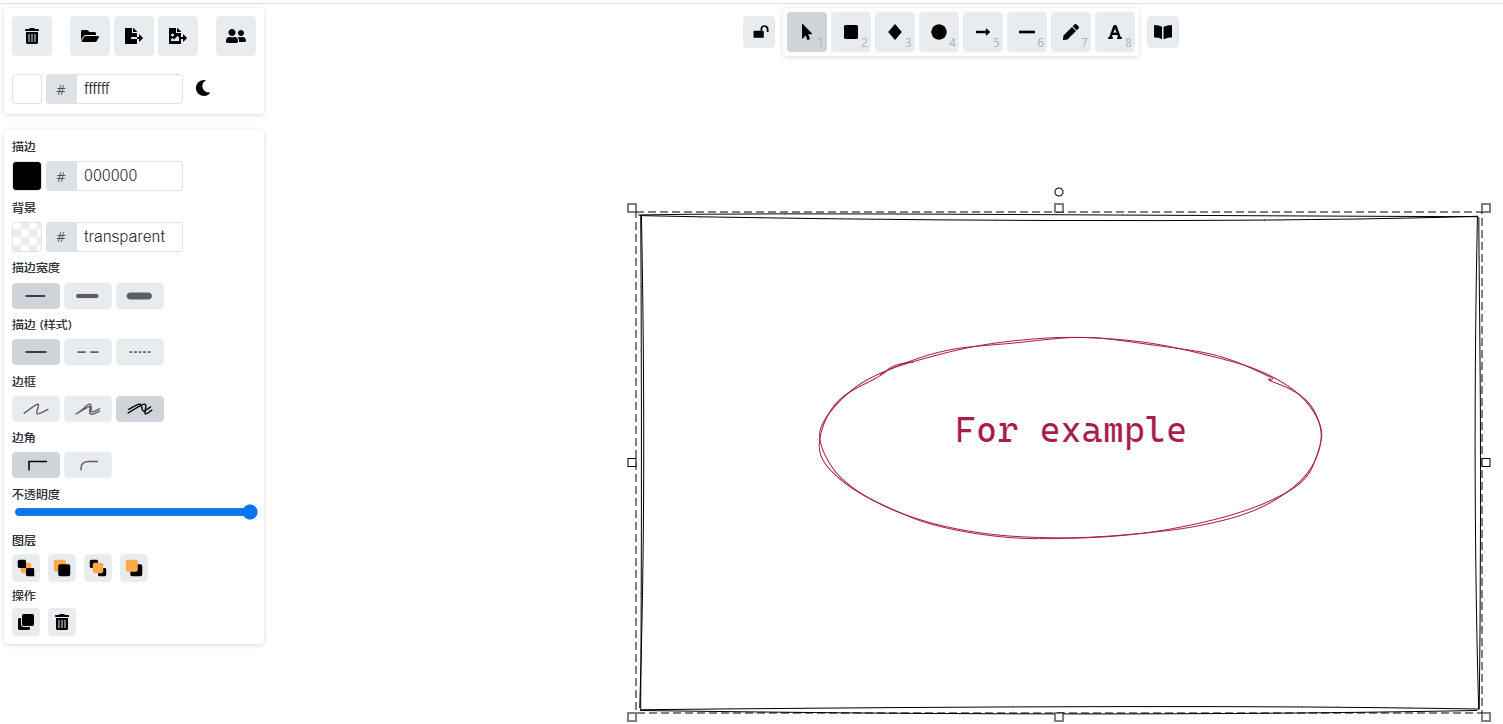 1
2
3
4
5
6
7
A 8
# ffffff
描边
# 000000
背景
# transparent
描边宽度
描边 (样式)
边框
边角
不透明度
图层
操作
For example